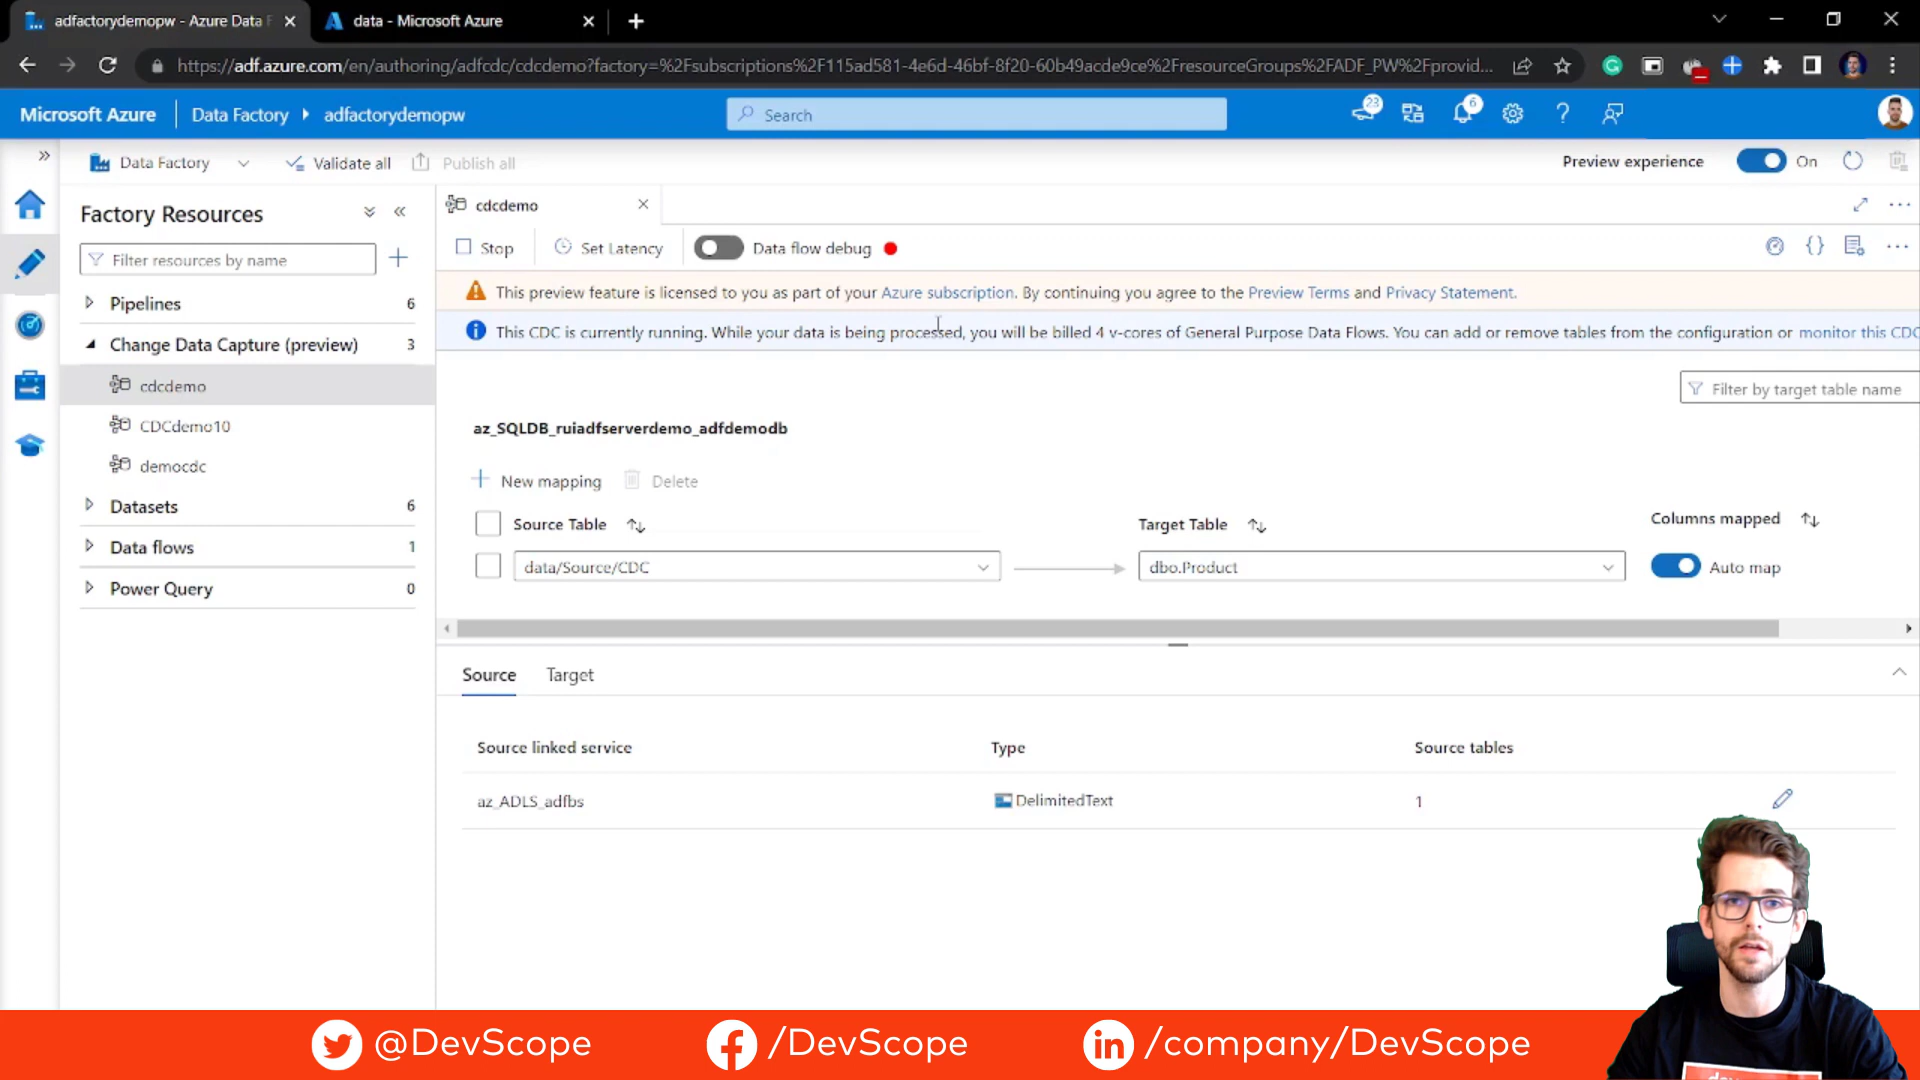 adfactorydemopw - Azure Data F
data - Microsoft Azure
https://adf.azure.com/en/authoring/adfcdc/cdcdemo?factory=%2Fsubscriptions%2F115ad581-4e6d-46bf-8f20-60b49acde9ce%2FresourceGroups%2FADF_PW%2Fprovid...
Microsoft Azure
Data Factory
adfactorydemopw
Search
23
6
Data Factory
Validate all
Publish all
Preview experience
On
Factory Resources
Filter resources by name
Pipelines 6
Change Data Capture (preview) 3
cdcdemo
CDCdemo10
democdc
Datasets 6
Data flows 1
Power Query 0
cdcdemo
Stop
Set Latency
Data flow debug
This preview feature is licensed to you as part of your Azure subscription. By continuing you agree to the Preview Terms and Privacy Statement.
This CDC is currently running. While your data is being processed, you will be billed 4 v-cores of General Purpose Data Flows. You can add or remove tables from the configuration or monitor this CDC
Filter by target table name
az_SQLDB_ruiadfserverdemo_adfdemodb
New mapping
Delete
Source Table
Target Table
Columns mapped
data/Source/CDC
dbo.Product
Auto map
Source
Target
Source linked service
Type
Source tables
az_ADLS_adfbs
DelimitedText
1
@DevScope
/DevScope
/company/DevScope